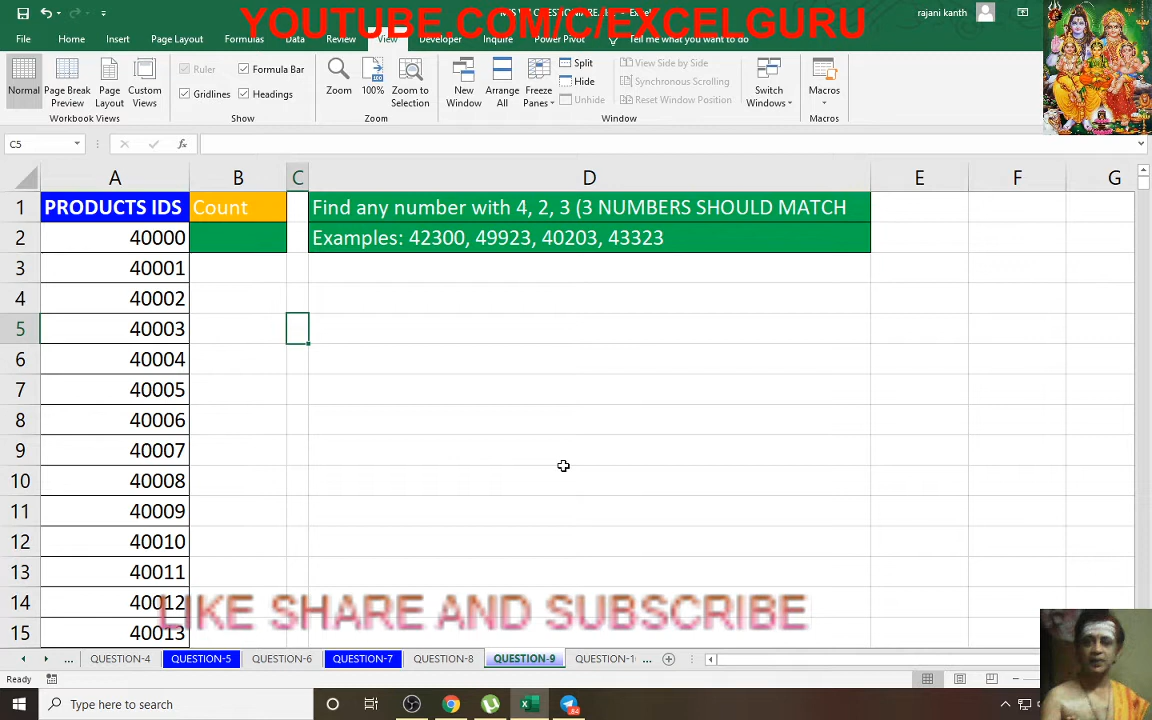 YOUTUBE.COM/C/EXCELGURU
rajani kanth
File Home Insert Page Layout Formulas Data Review View Developer Inquire Power Pivot Tell me what you want to do
Normal
Page Break Preview
Page Layout
Custom Views
Ruler
Formula Bar
Gridlines
Headings
Zoom
100%
Zoom to Selection
New Window
Arrange All
Freeze Panes
Split
Hide
Unhide
View Side by Side
Synchronous Scrolling
Reset Window Position
Switch Windows
Macros
Workbook Views
Show
Zoom
Window
Macros
C5
fx
A B C D E F G
1 PRODUCTS IDS Count Find any number with 4, 2, 3 (3 NUMBERS SHOULD MATCH
2 40000 Examples: 42300, 49923, 40203, 43323
3 40001
4 40002
5 40003
6 40004
7 40005
8 40006
9 40007
10 40008
11 40009
12 40010
13 40011
14 40012
15 40013
LIKE SHARE AND SUBSCRIBE
... QUESTION-4 QUESTION-5 QUESTION-6 QUESTION-7 QUESTION-8 QUESTION-9 QUESTION-1 ...
Ready
Type here to search